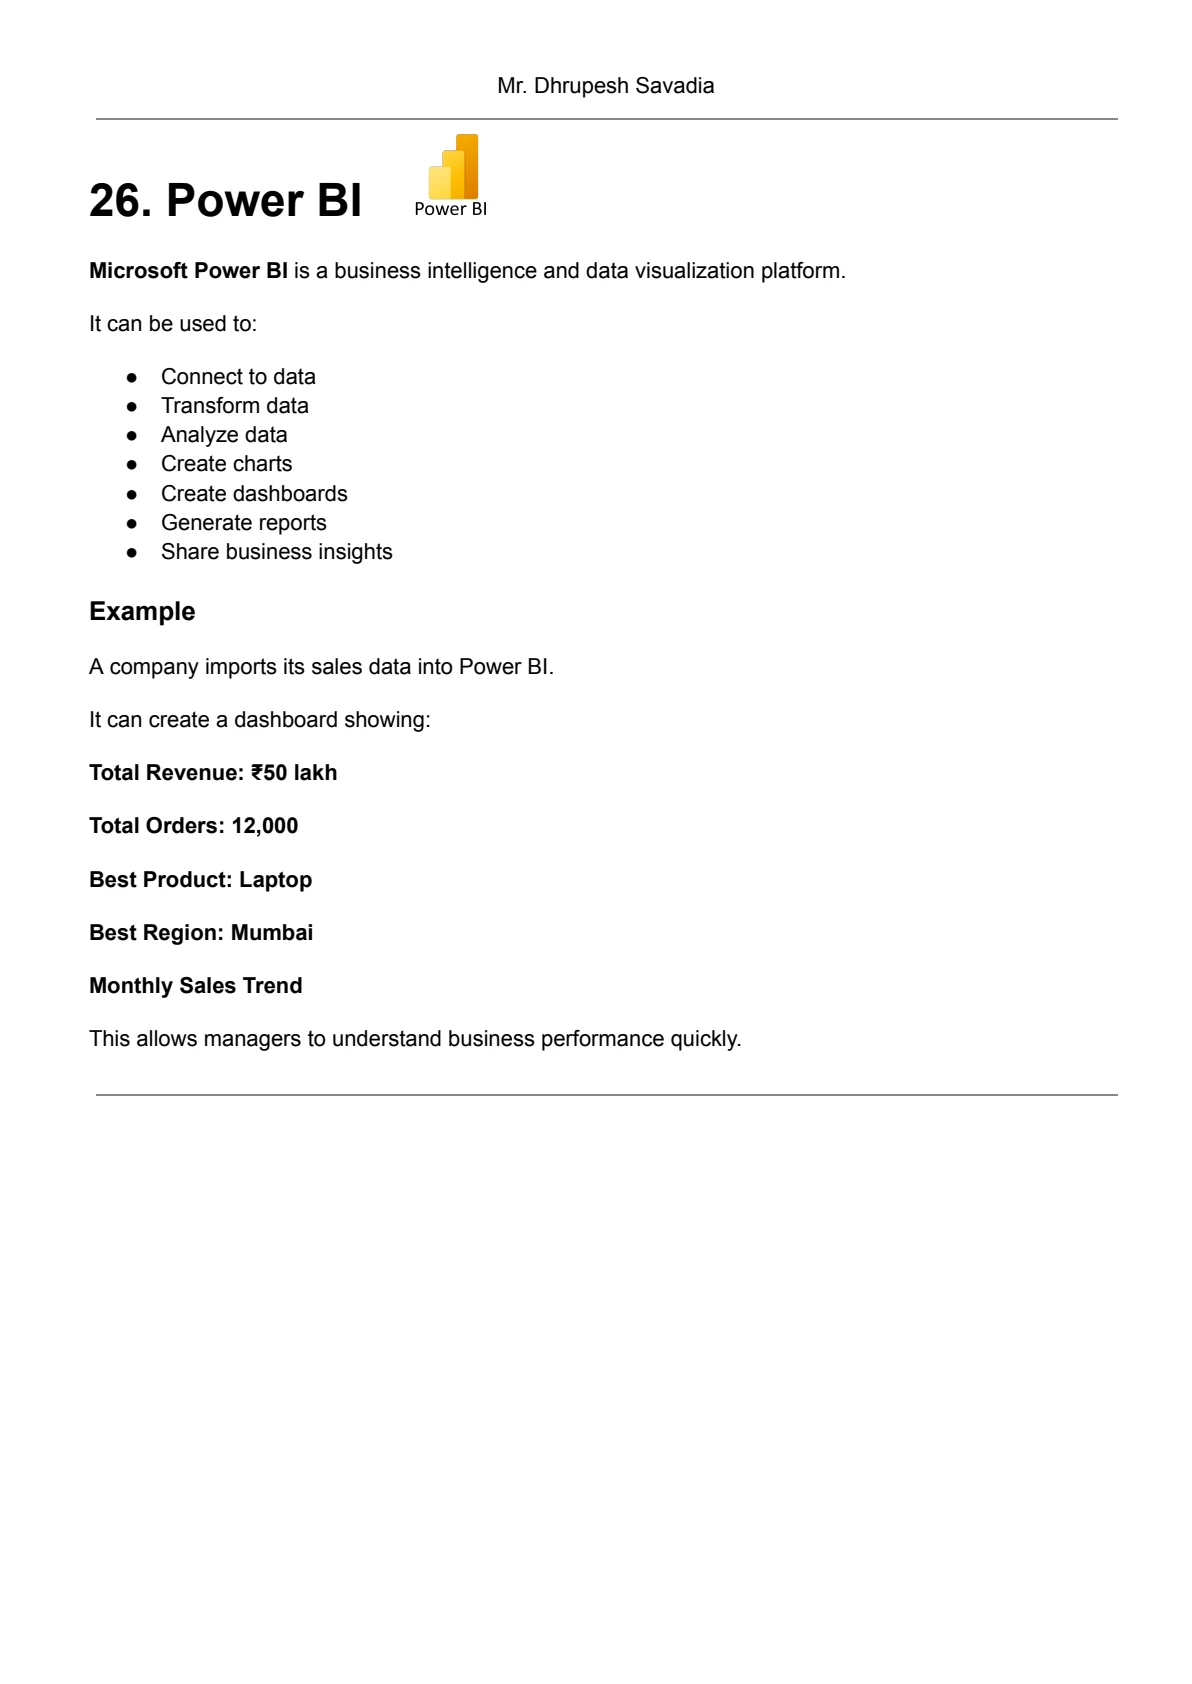 Mr. Dhrupesh Savadia
26. Power BI
Power BI
Microsoft Power BI is a business intelligence and data visualization platform.
It can be used to:
● Connect to data
● Transform data
● Analyze data
● Create charts
● Create dashboards
● Generate reports
● Share business insights
Example
A company imports its sales data into Power BI.
It can create a dashboard showing:
Total Revenue: ₹50 lakh
Total Orders: 12,000
Best Product: Laptop
Best Region: Mumbai
Monthly Sales Trend
This allows managers to understand business performance quickly.